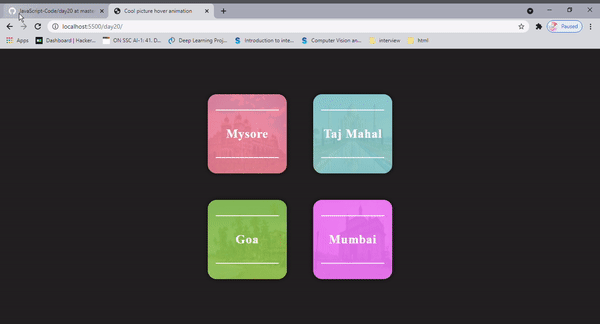 JavaScript-Code/day20 at maste
Cool picture hover animation
localhost:5500/day20/
Paused
Apps
Dashboard | Hacker...
ON SSC AI-1: 41. D...
Deep Learning Proj...
Introduction to inte...
Computer Vision an...
interview
html
Mysore
Taj Mahal
Goa
Mumbai